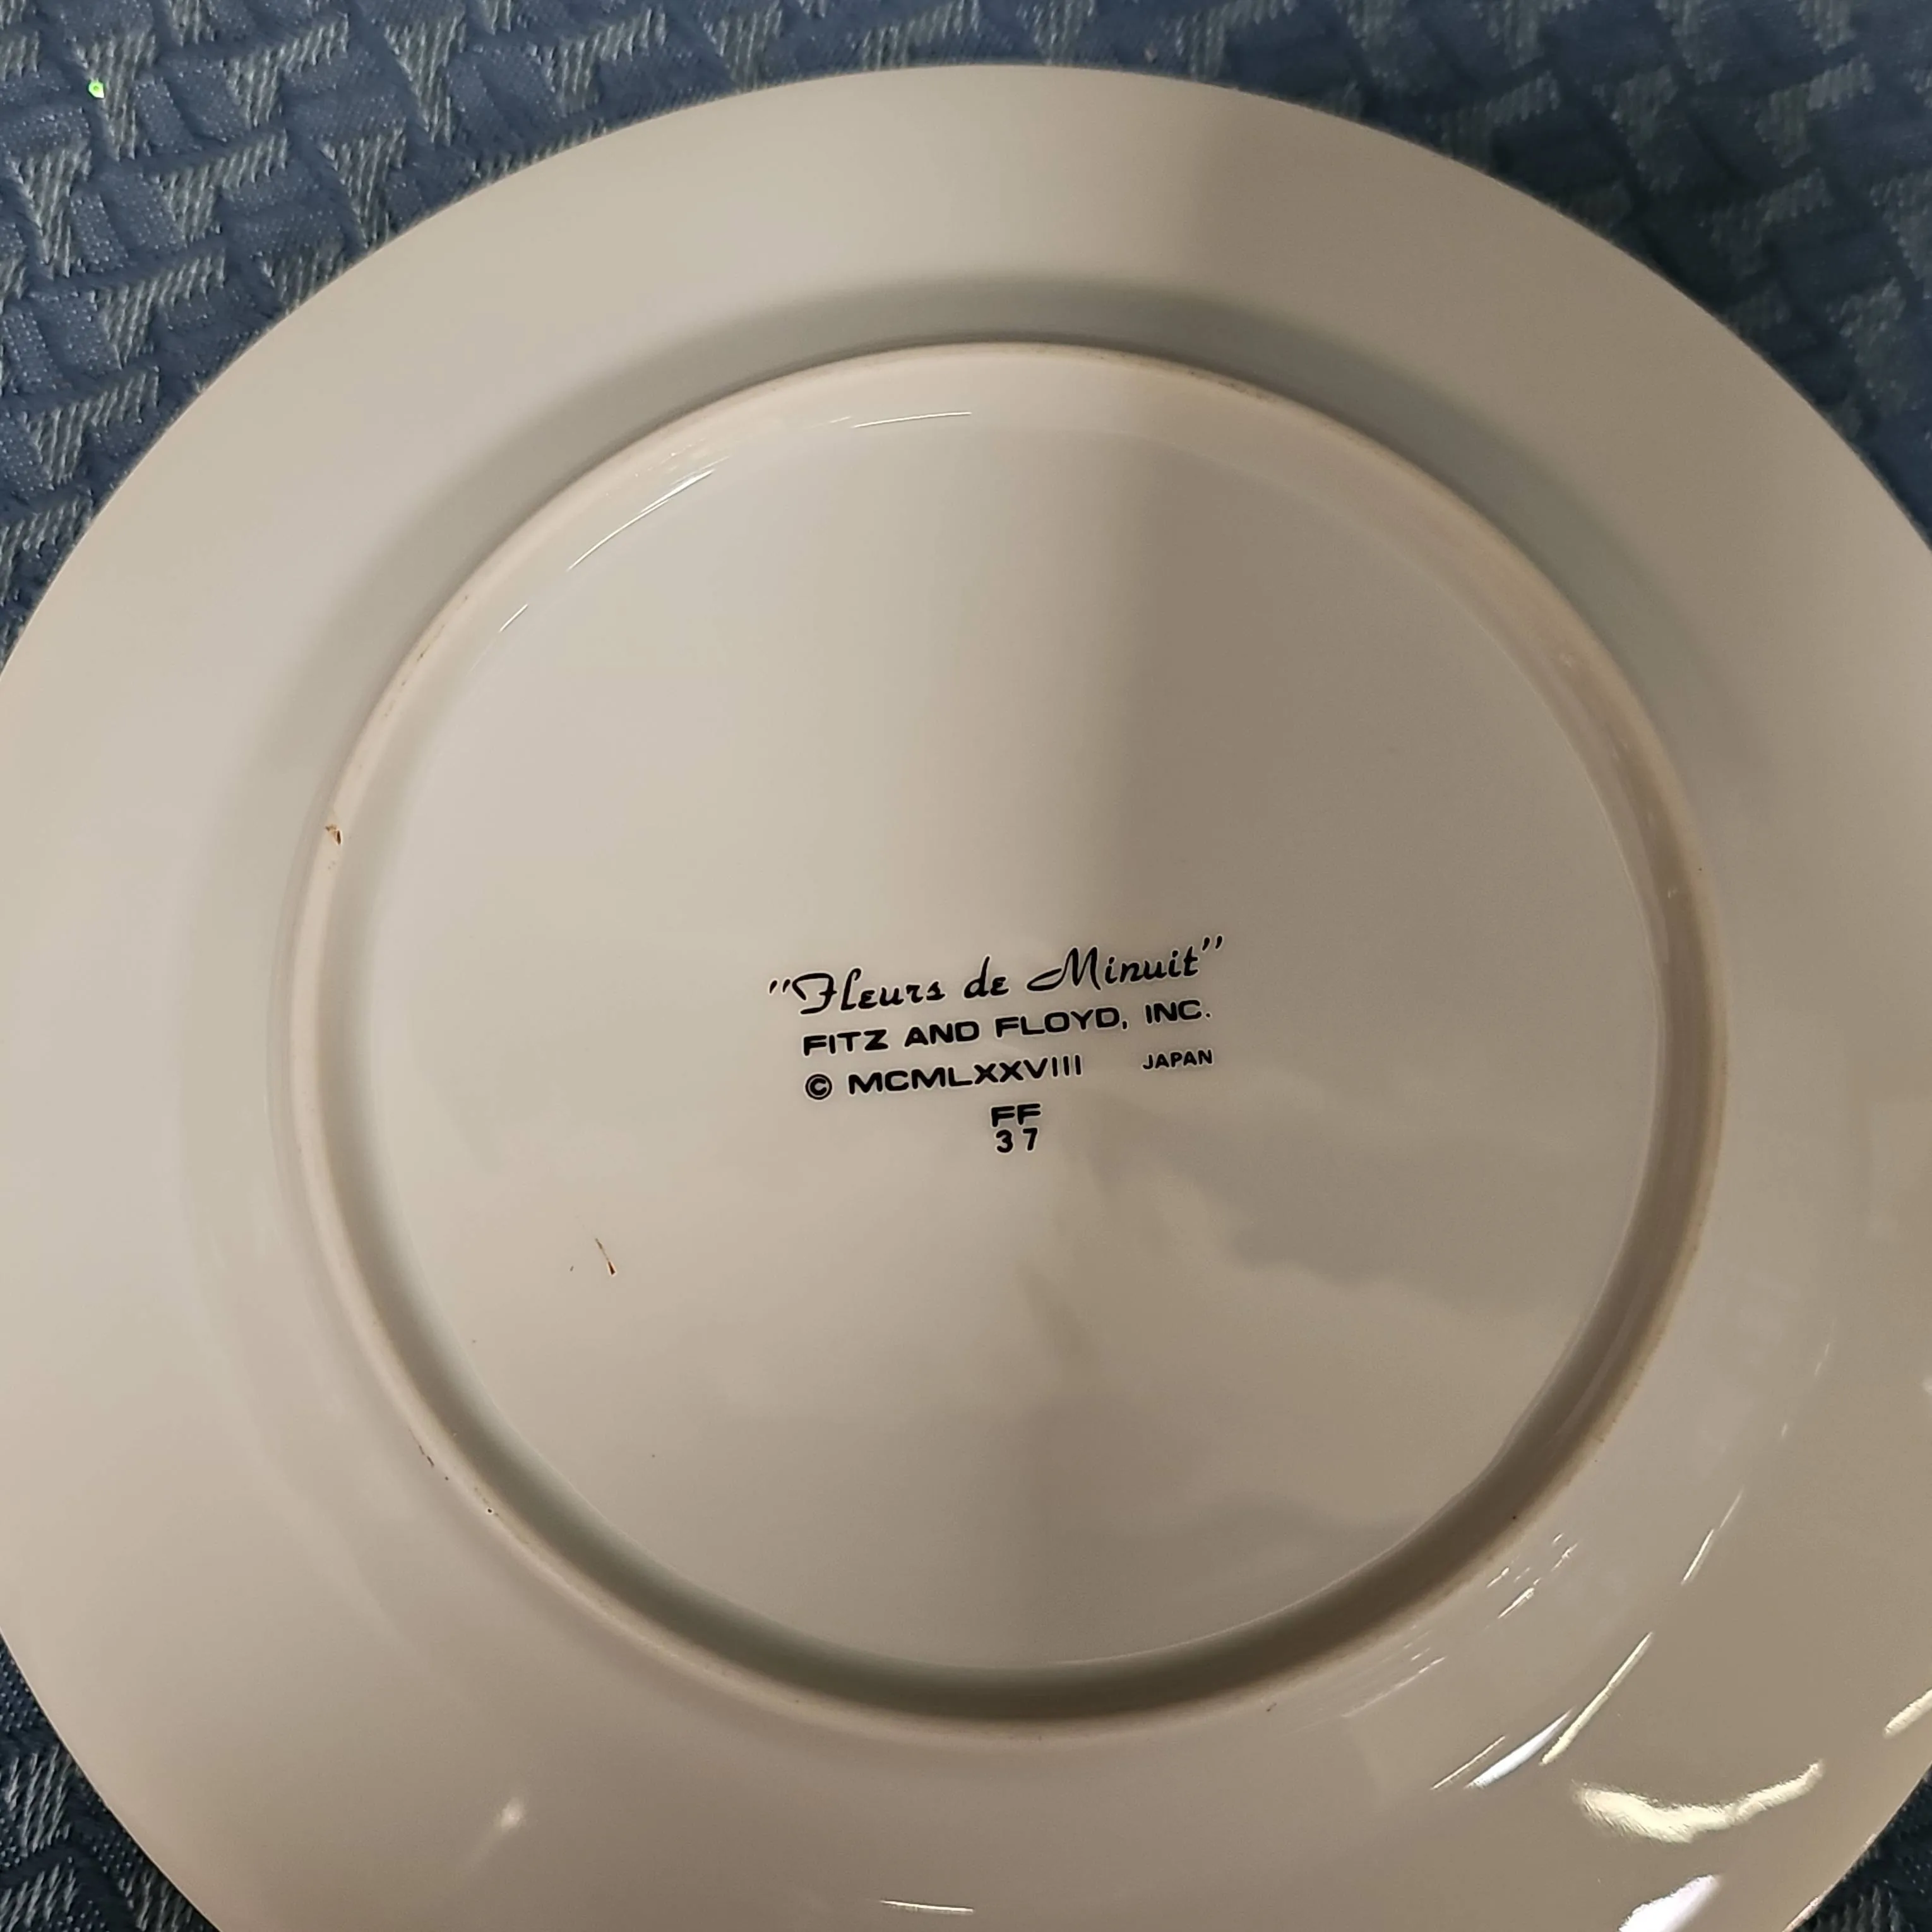 "Fleurs de Minuit"
FITZ AND FLOYD, INC.
© MCMLXXVIII JAPAN
FF
37